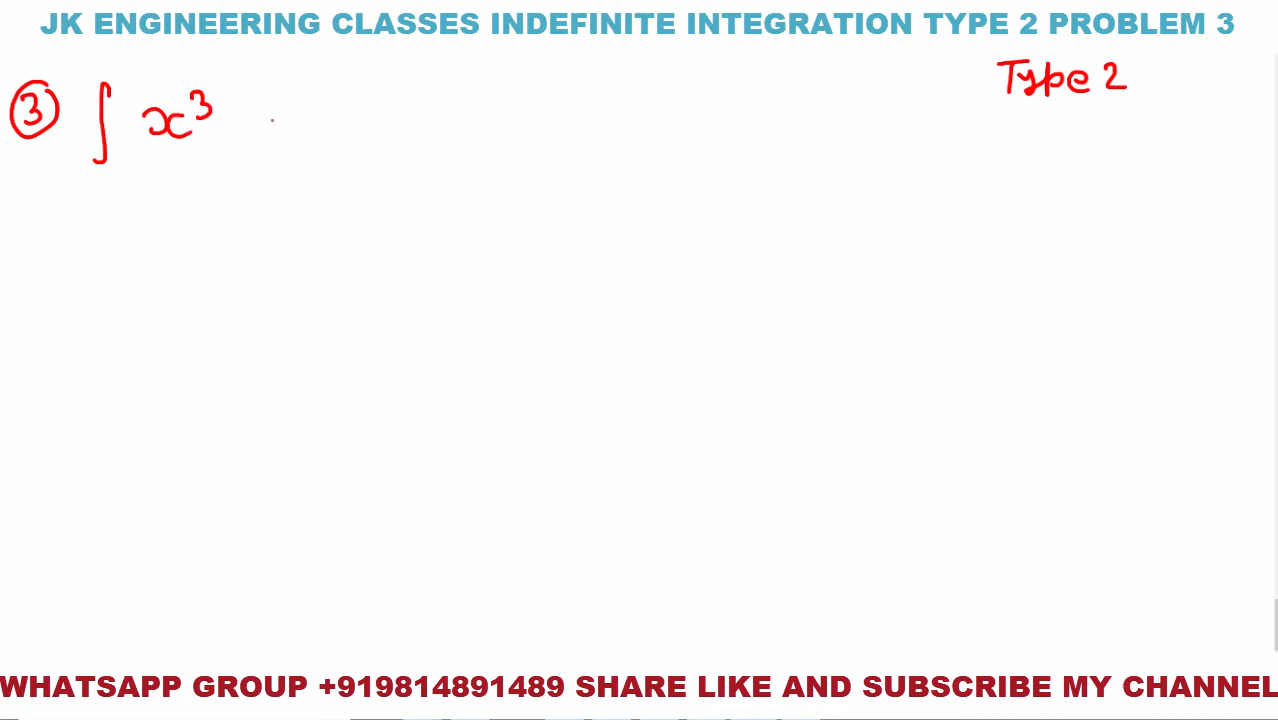 JK ENGINEERING CLASSES INDEFINITE INTEGRATION TYPE 2 PROBLEM 3
Type 2
③ ∫ x³
WHATSAPP GROUP +919814891489 SHARE LIKE AND SUBSCRIBE MY CHANNEL